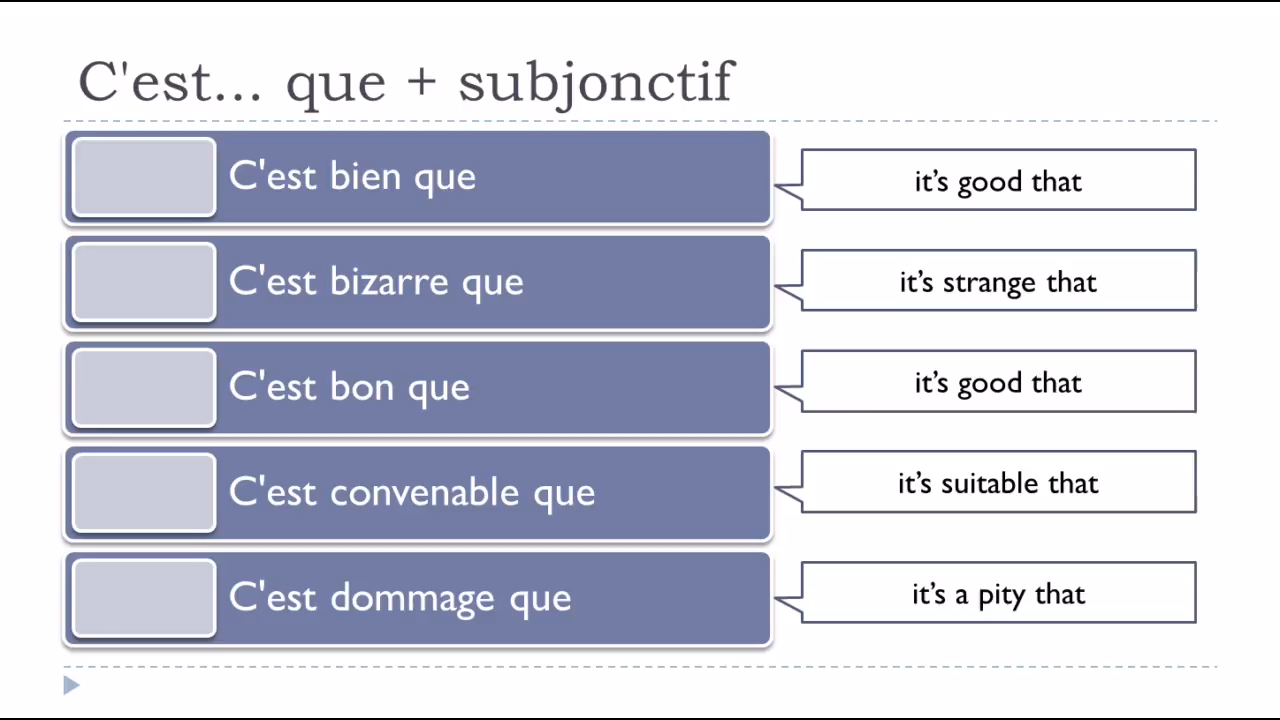 C'est... que + subjonctif
C'est bien que
it’s good that
C'est bizarre que
it’s strange that
C'est bon que
it’s good that
C'est convenable que
it’s suitable that
C'est dommage que
it’s a pity that